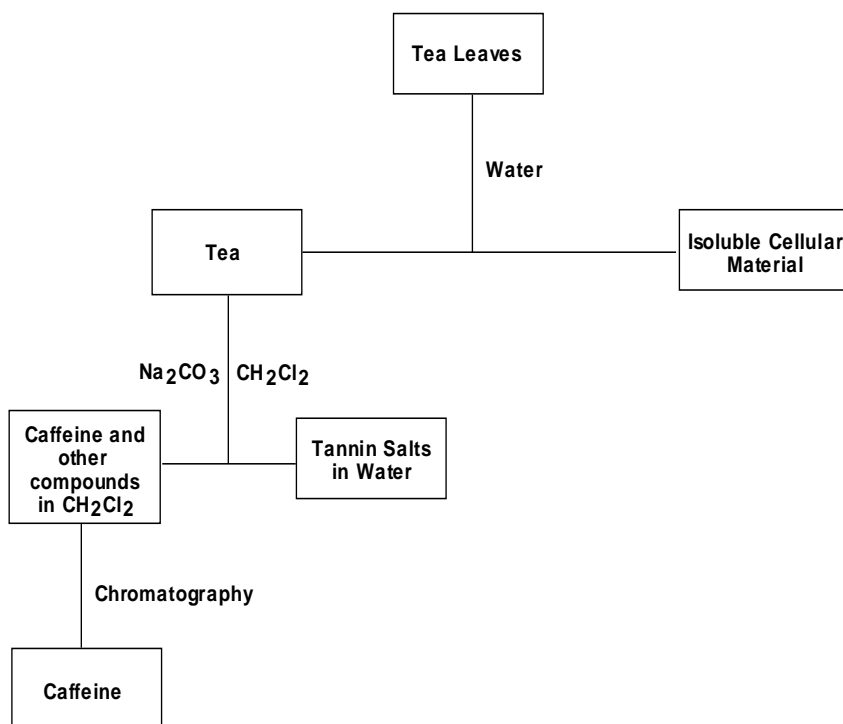 Tea Leaves
Water
Tea
Isoluble Cellular
Material
Na₂CO₃ CH₂Cl₂
Caffeine and
other
compounds
in CH₂Cl₂
Tannin Salts
in Water
Chromatography
Caffeine